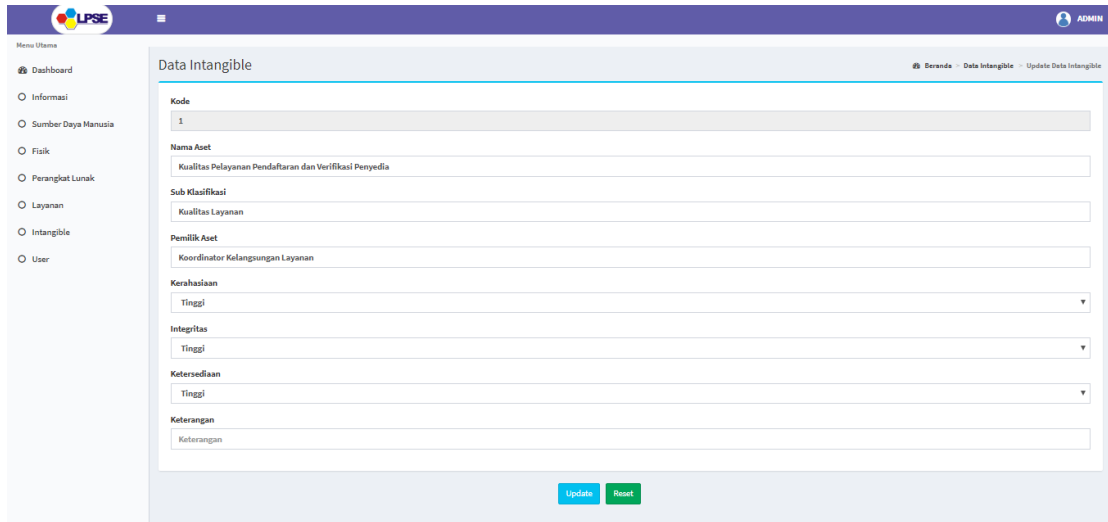 LPSE
ADMIN
Menu Utama
Dashboard
Informasi
Sumber Daya Manusia
Fisik
Perangkat Lunak
Layanan
Intangible
User
Data Intangible
Beranda > Data Intangible > Update Data Intangible
Kode
1
Nama Aset
Kualitas Pelayanan Pendaftaran dan Verifikasi Penyedia
Sub Klasifikasi
Kualitas Layanan
Pemilik Aset
Koordinator Kelangsungan Layanan
Kerahasiaan
Tinggi
Integritas
Tinggi
Ketersediaan
Tinggi
Keterangan
Keterangan
Update Reset